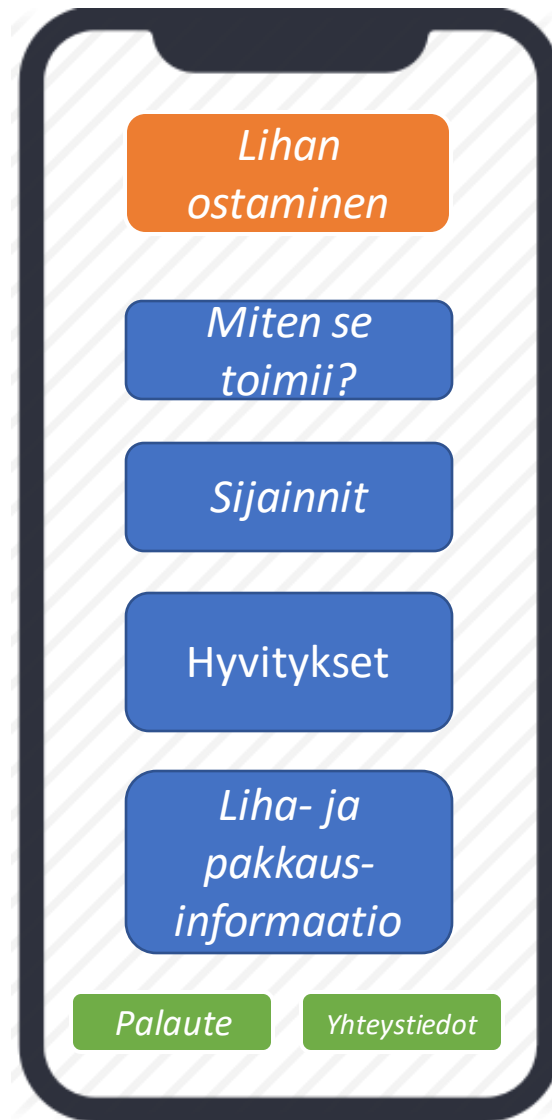 Lihan
ostaminen
Miten se
toimii?
Sijainnit
Hyvitykset
Liha- ja
pakkaus-
informaatio
Palaute
Yhteystiedot